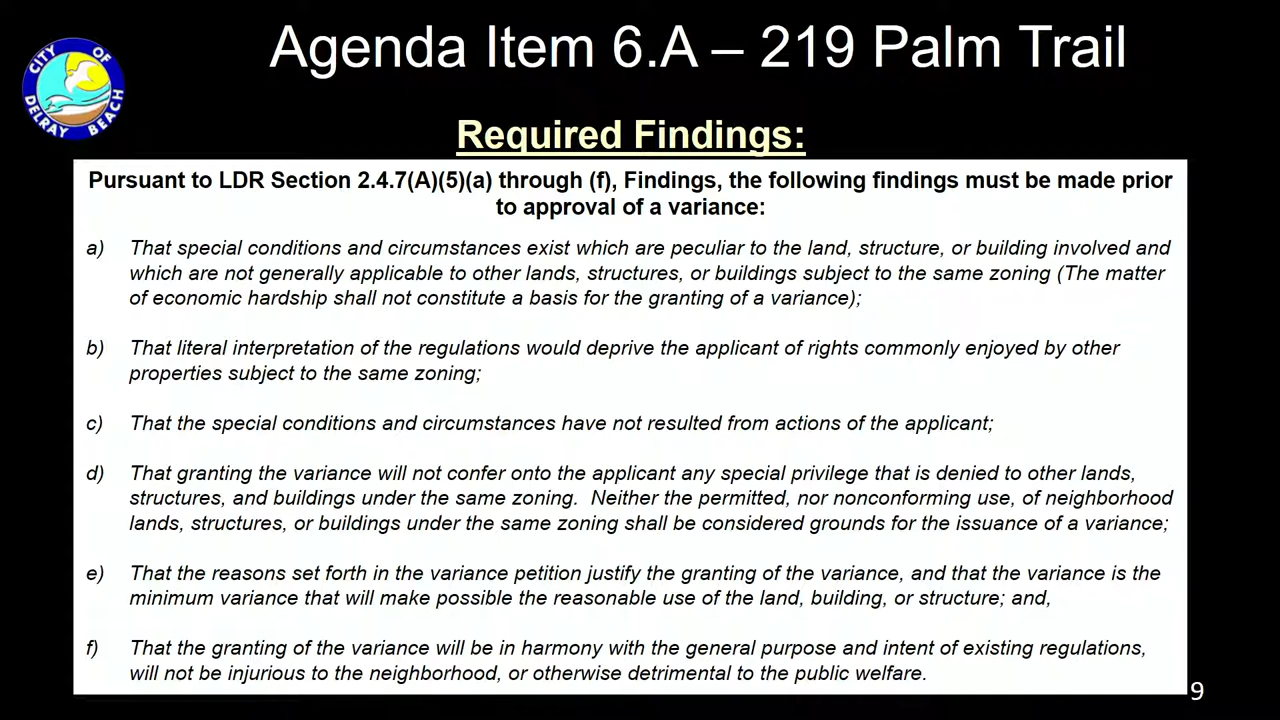 Agenda Item 6.A – 219 Palm Trail
CITY OF
DELRAY BEACH
Required Findings:
Pursuant to LDR Section 2.4.7(A)(5)(a) through (f), Findings, the following findings must be made prior
to approval of a variance:
a) That special conditions and circumstances exist which are peculiar to the land, structure, or building involved and
which are not generally applicable to other lands, structures, or buildings subject to the same zoning (The matter
of economic hardship shall not constitute a basis for the granting of a variance);
b) That literal interpretation of the regulations would deprive the applicant of rights commonly enjoyed by other
properties subject to the same zoning;
c) That the special conditions and circumstances have not resulted from actions of the applicant;
d) That granting the variance will not confer onto the applicant any special privilege that is denied to other lands,
structures, and buildings under the same zoning. Neither the permitted, nor nonconforming use, of neighborhood
lands, structures, or buildings under the same zoning shall be considered grounds for the issuance of a variance;
e) That the reasons set forth in the variance petition justify the granting of the variance, and that the variance is the
minimum variance that will make possible the reasonable use of the land, building, or structure; and,
f) That the granting of the variance will be in harmony with the general purpose and intent of existing regulations,
will not be injurious to the neighborhood, or otherwise detrimental to the public welfare.
9